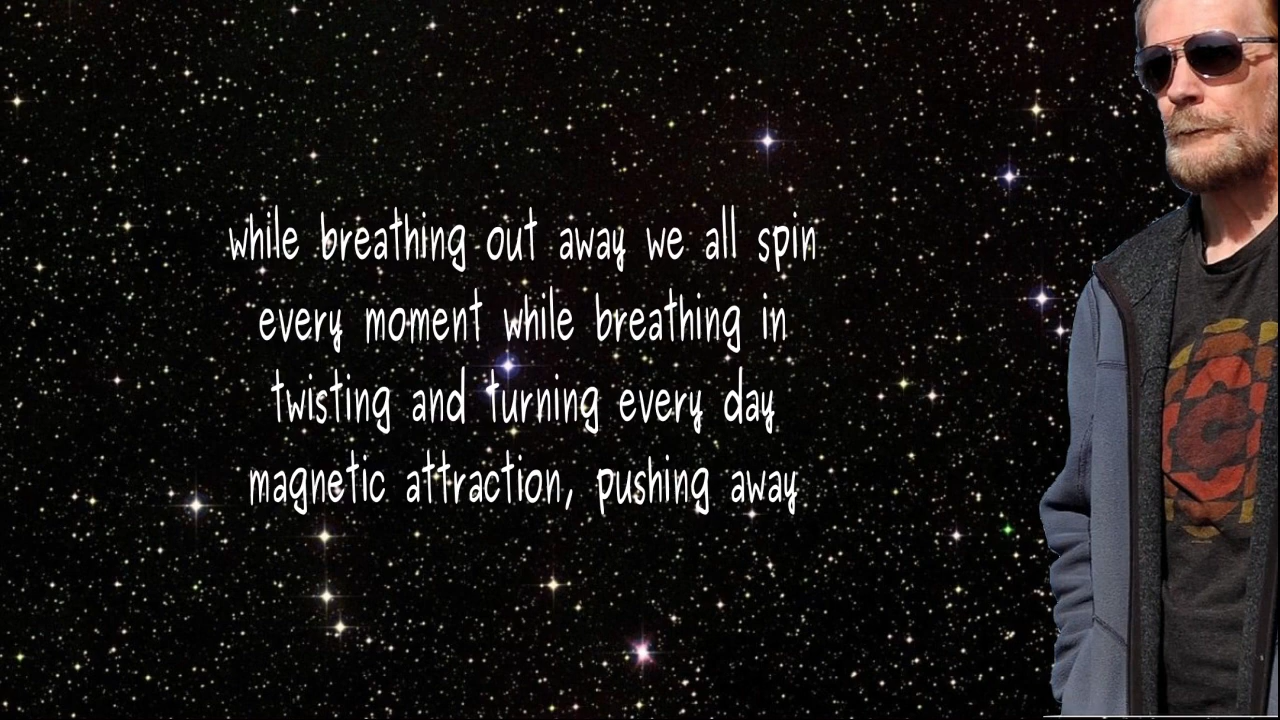 while breathing out away we all spin
every moment while breathing in
twisting and turning every day
magnetic attraction, pushing away